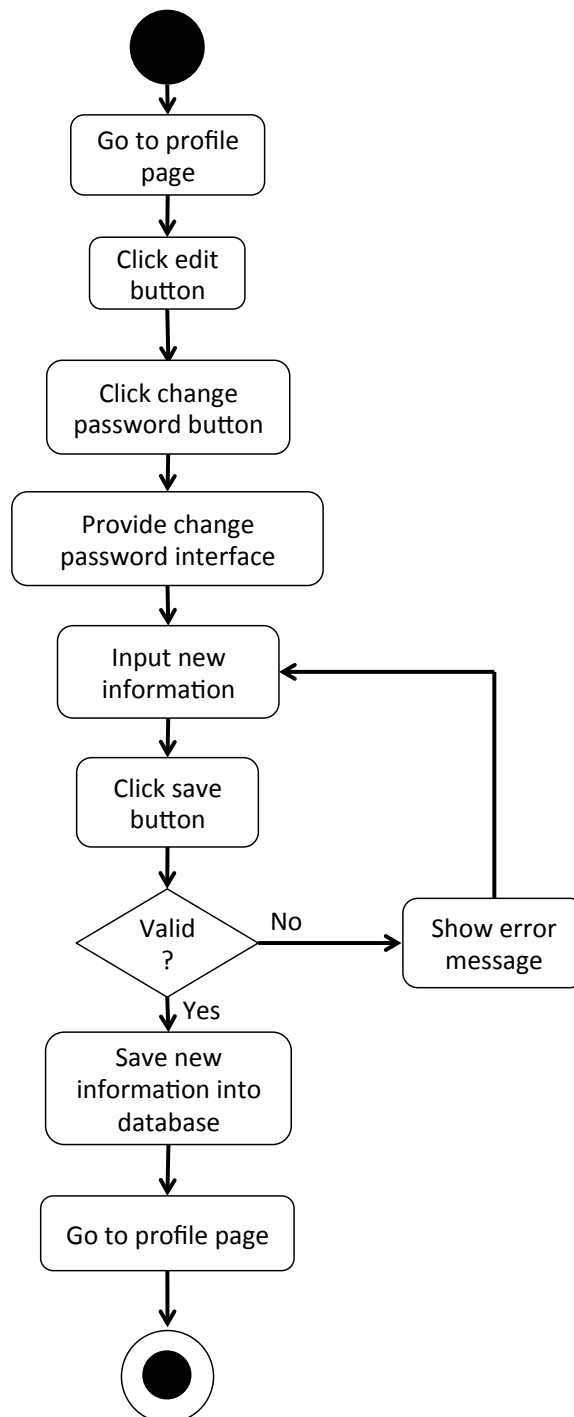 Go to profile
page
Click edit
button
Click change
password button
Provide change
password interface
Input new
information
Click save
button
Valid
?
No
Show error
message
Yes
Save new
information into
database
Go to profile page